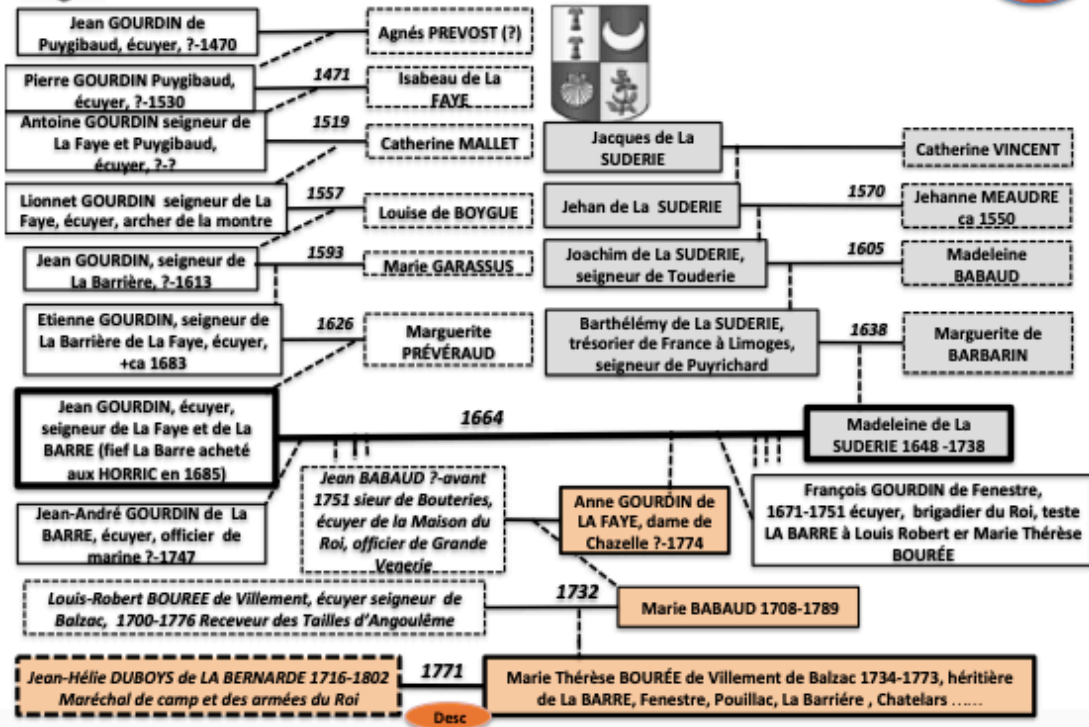 Jean GOURDIN de
Puygibaud, écuyer, ?-1470
Agnés PREVOST (?)
Pierre GOURDIN Puygibaud,
écuyer, ?-1530
1471
Isabeau de La
FAYE
Antoine GOURDIN seigneur de
La Faye et Puygibaud,
écuyer, ?-?
1519
Catherine MALLET
Jacques de La
SUDERIE
Catherine VINCENT
Lionnet GOURDIN seigneur de La
Faye, écuyer, archer de la montre
1557
Louise de BOYGUE
Jehan de La SUDERIE
1570
Jehanne MEAUDRE
ca 1550
Jean GOURDIN, seigneur de
La Barrière, ?-1613
1593
Marie GARASSUS
Joachim de La SUDERIE,
seigneur de Touderie
1605
Madeleine
BABAUD
Etienne GOURDIN, seigneur de
La Barrière de La Faye, écuyer,
+ca 1683
1626
Marguerite
PRÉVÉRAUD
Barthélémy de La SUDERIE,
trésorier de France à Limoges,
seigneur de Puyrichard
1638
Marguerite de
BARBARIN
Jean GOURDIN, écuyer,
seigneur de La Faye et de La
BARRE (fief La Barre acheté
aux HORRIC en 1685)
1664
Madeleine de La
SUDERIE 1648 -1738
Jean-André GOURDIN de La
BARRE, écuyer, officier de
marine ?-1747
Jean BABAUD ?-avant
1751 sieur de Bouteries,
écuyer de la Maison du
Roi, officier de Grande
Venerie
Anne GOURDIN de
LA FAYE, dame de
Chazelle ?-1774
François GOURDIN de Fenestre,
1671-1751 écuyer, brigadier du Roi, teste
LA BARRE à Louis Robert er Marie Thérèse
BOURÉE
Louis-Robert BOUREE de Villement, écuyer seigneur de
Balzac, 1700-1776 Receveur des Tailles d'Angoulême
1732
Marie BABAUD 1708-1789
Jean-Hélie DUBOYS de LA BERNARDE 1716-1802
Maréchal de camp et des armées du Roi
1771
Marie Thérèse BOURÉE de Villement de Balzac 1734-1773, héritière
de La BARRE, Fenestre, Pouillac, La Barriére , Chatelars ......
Desc